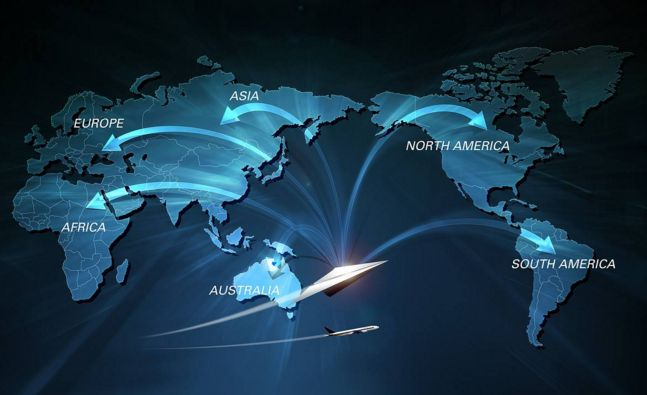 ASIA
EUROPE
NORTH AMERICA
AFRICA
SOUTH AMERICA
AUSTRALIA